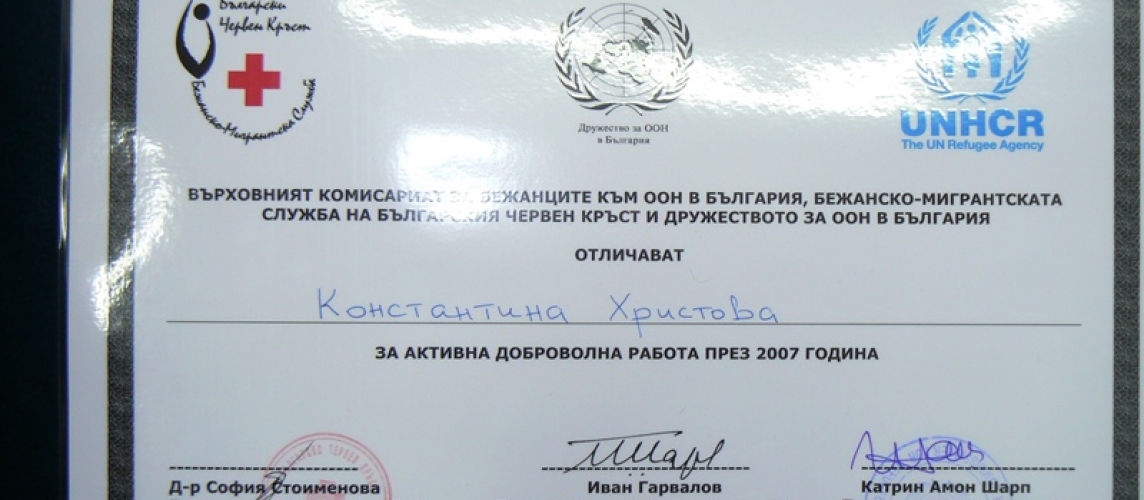 Български
Червен Кръст
Бежанско-Мигрантска Служба
Дружество за ООН
в България
UNHCR
The UN Refugee Agency
ВЪРХОВНИЯТ КОМИСАРИАТ ЗА БЕЖАНЦИТЕ КЪМ ООН В БЪЛГАРИЯ, БЕЖАНСКО-МИГРАНТСКАТА
СЛУЖБА НА БЪЛГАРСКИЯ ЧЕРВЕН КРЪСТ И ДРУЖЕСТВОТО ЗА ООН В БЪЛГАРИЯ
ОТЛИЧАВАТ
Константина Христова
ЗА АКТИВНА ДОБРОВОЛНА РАБОТА ПРЕЗ 2007 ГОДИНА
Д-р София Стоименова
Иван Гарвалов
Катрин Амон Шарп